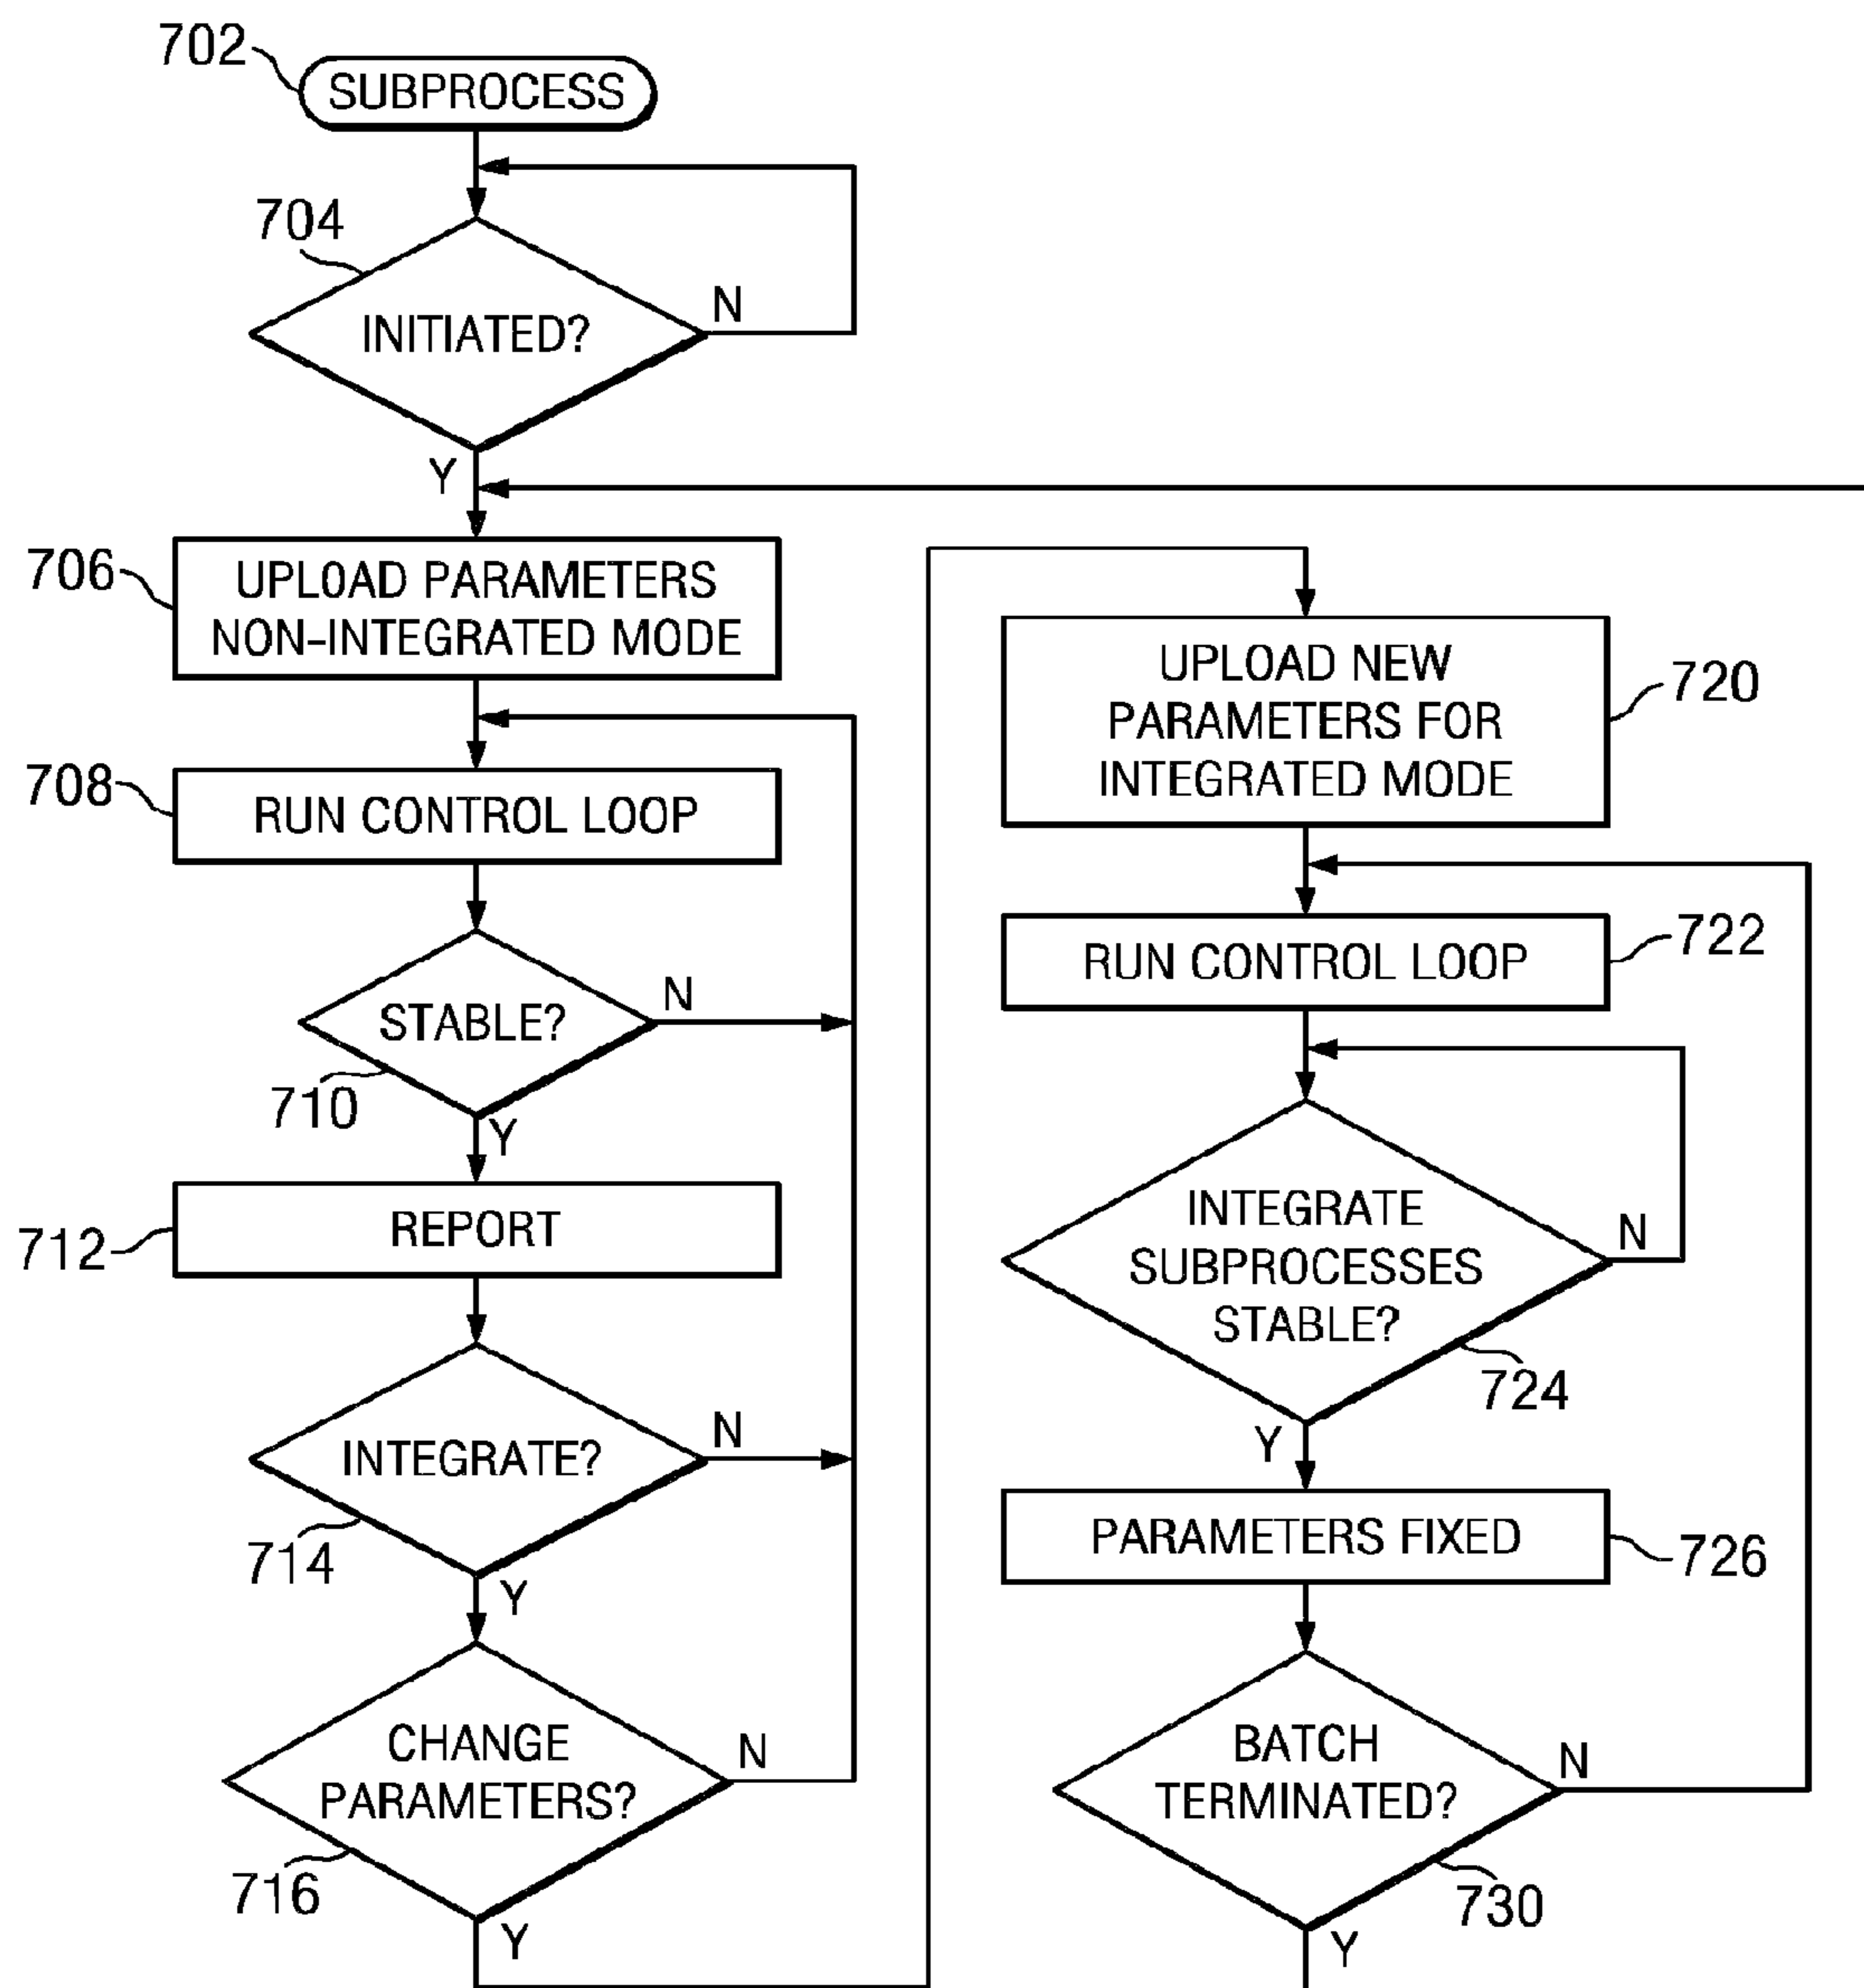 702
SUBPROCESS
704
INITIATED?
N
Y
706
UPLOAD PARAMETERS
NON-INTEGRATED MODE
708
RUN CONTROL LOOP
STABLE?
N
710
Y
712
REPORT
INTEGRATE?
N
714
Y
CHANGE
PARAMETERS?
N
716
Y
UPLOAD NEW
PARAMETERS FOR
INTEGRATED MODE
720
RUN CONTROL LOOP
722
INTEGRATE
SUBPROCESSES
STABLE?
N
724
Y
PARAMETERS FIXED
726
BATCH
TERMINATED?
N
730
Y